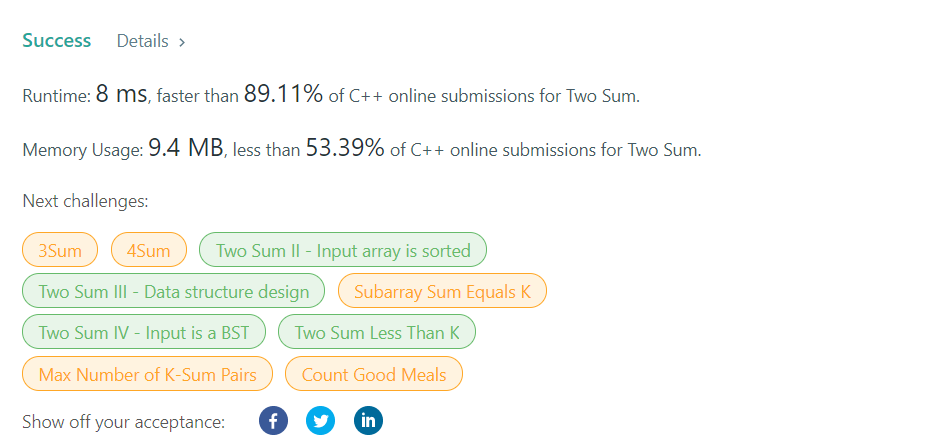 Success Details >
Runtime: 8 ms, faster than 89.11% of C++ online submissions for Two Sum.
Memory Usage: 9.4 MB, less than 53.39% of C++ online submissions for Two Sum.
Next challenges:
3Sum 4Sum Two Sum II - Input array is sorted
Two Sum III - Data structure design Subarray Sum Equals K
Two Sum IV - Input is a BST Two Sum Less Than K
Max Number of K-Sum Pairs Count Good Meals
Show off your acceptance: f in